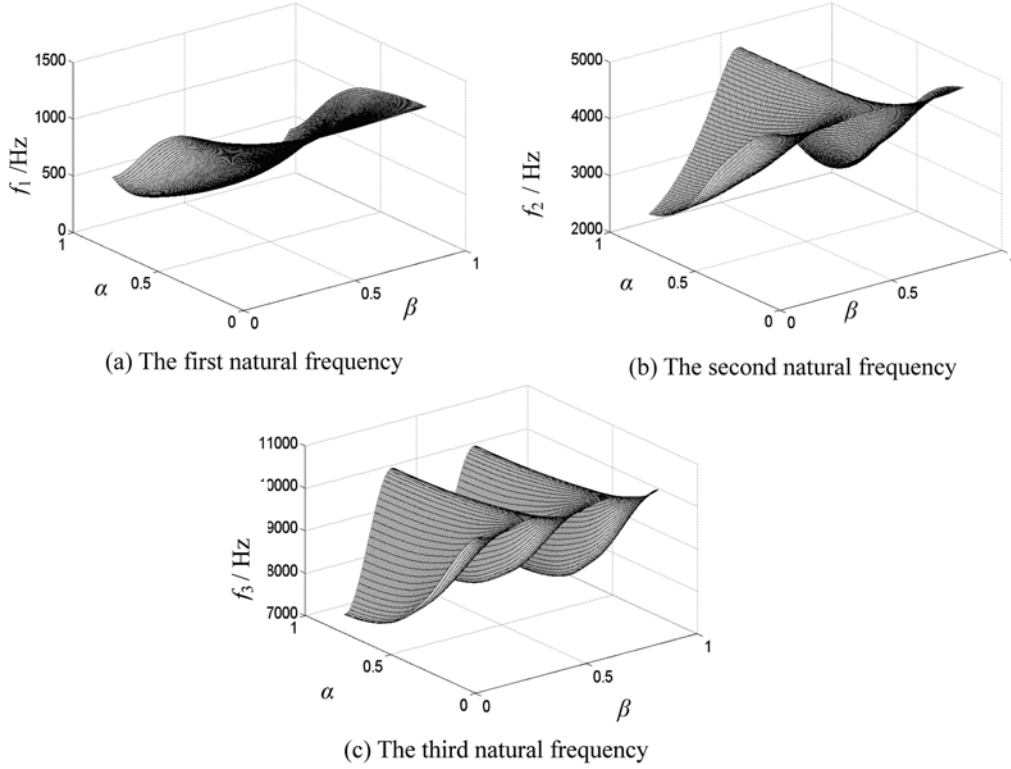 1500
1000
500
0
f1 /Hz
1
0.5
0
α
0
0.5
1
β
(a) The first natural frequency
5000
4000
3000
2000
f2 / Hz
1
0.5
0
α
0
0.5
β
(b) The second natural frequency
11000
10000
9000
8000
7000
f3 / Hz
1
0.5
0
α
0
0.5
1
β
(c) The third natural frequency